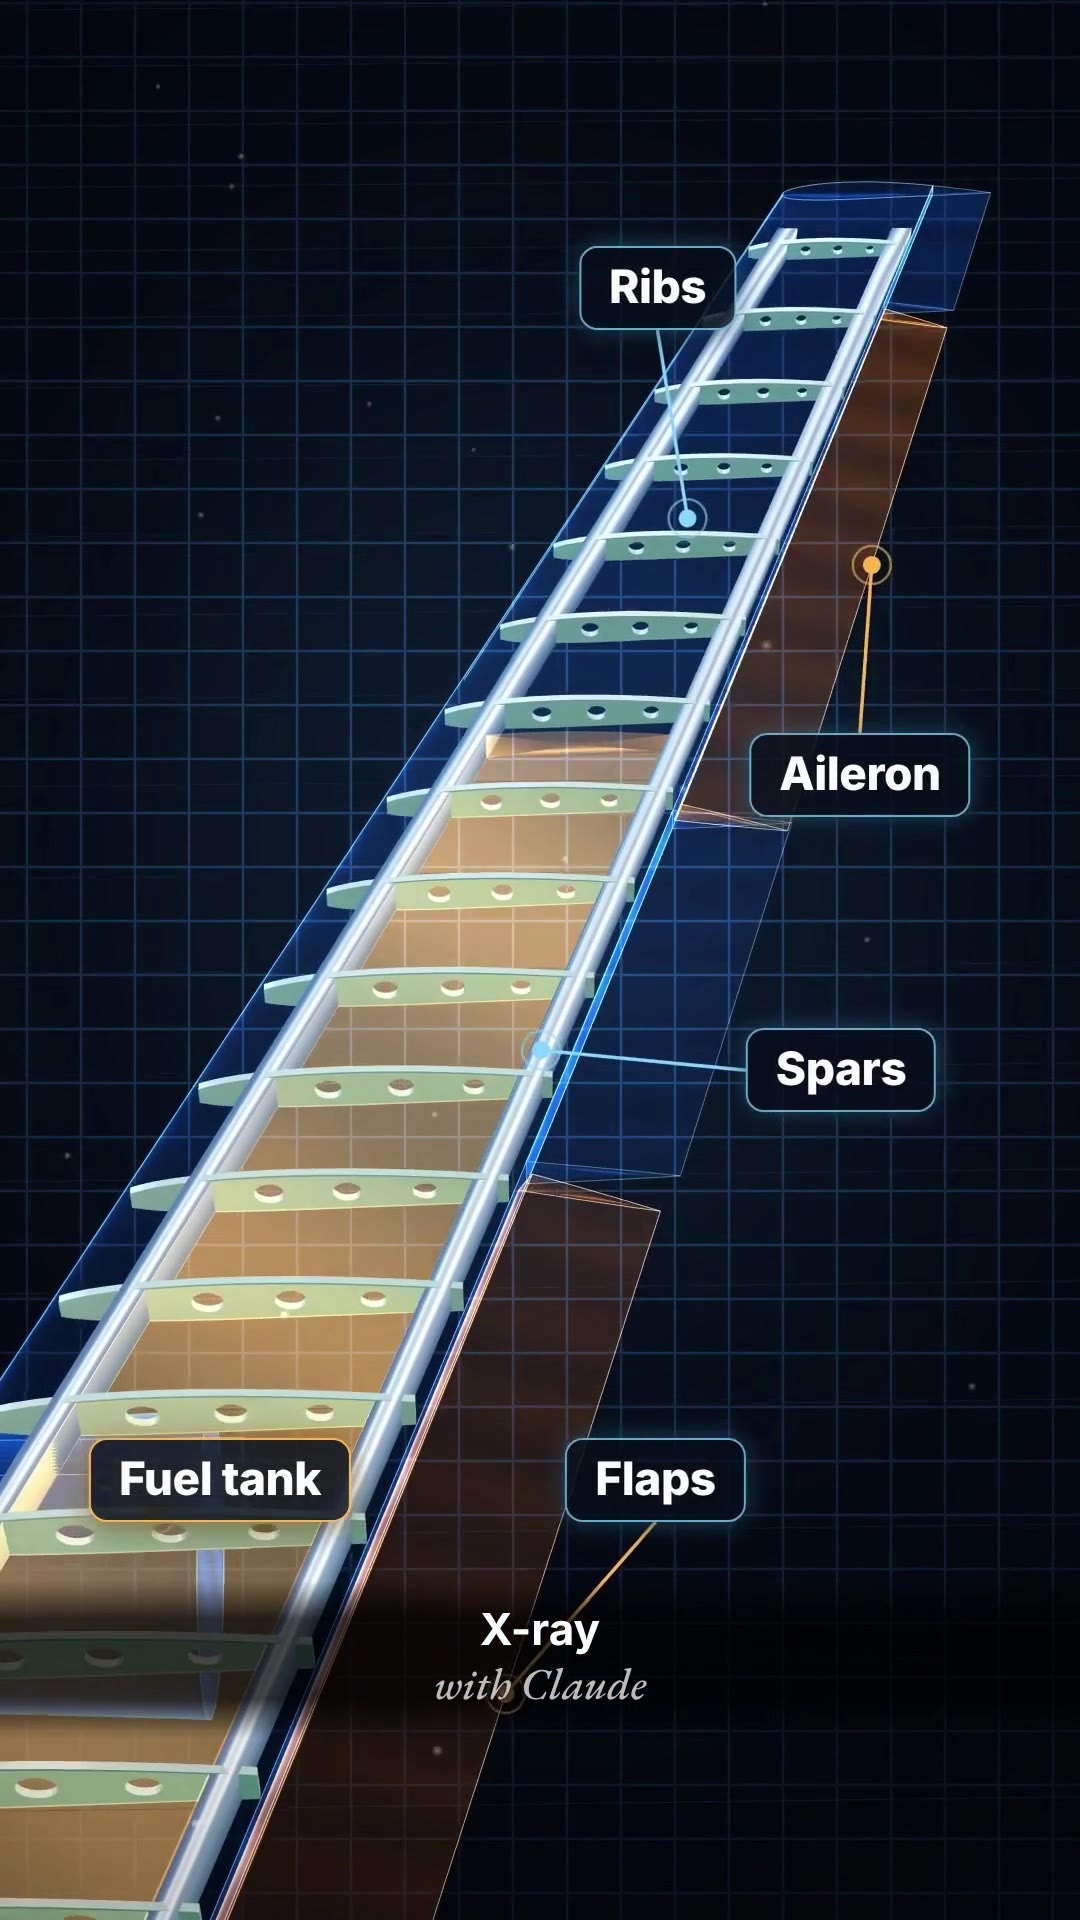 Ribs
Aileron
Spars
Fuel tank
Flaps
X-ray
with Claude